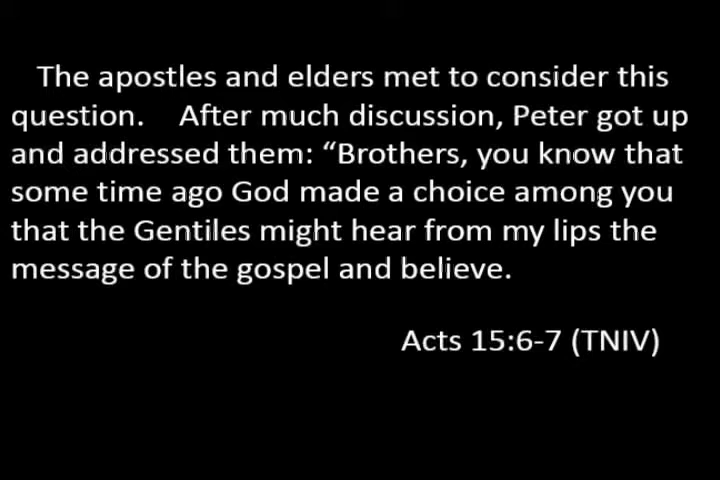 The apostles and elders met to consider this
question. After much discussion, Peter got up
and addressed them: “Brothers, you know that
some time ago God made a choice among you
that the Gentiles might hear from my lips the
message of the gospel and believe.
Acts 15:6-7 (TNIV)